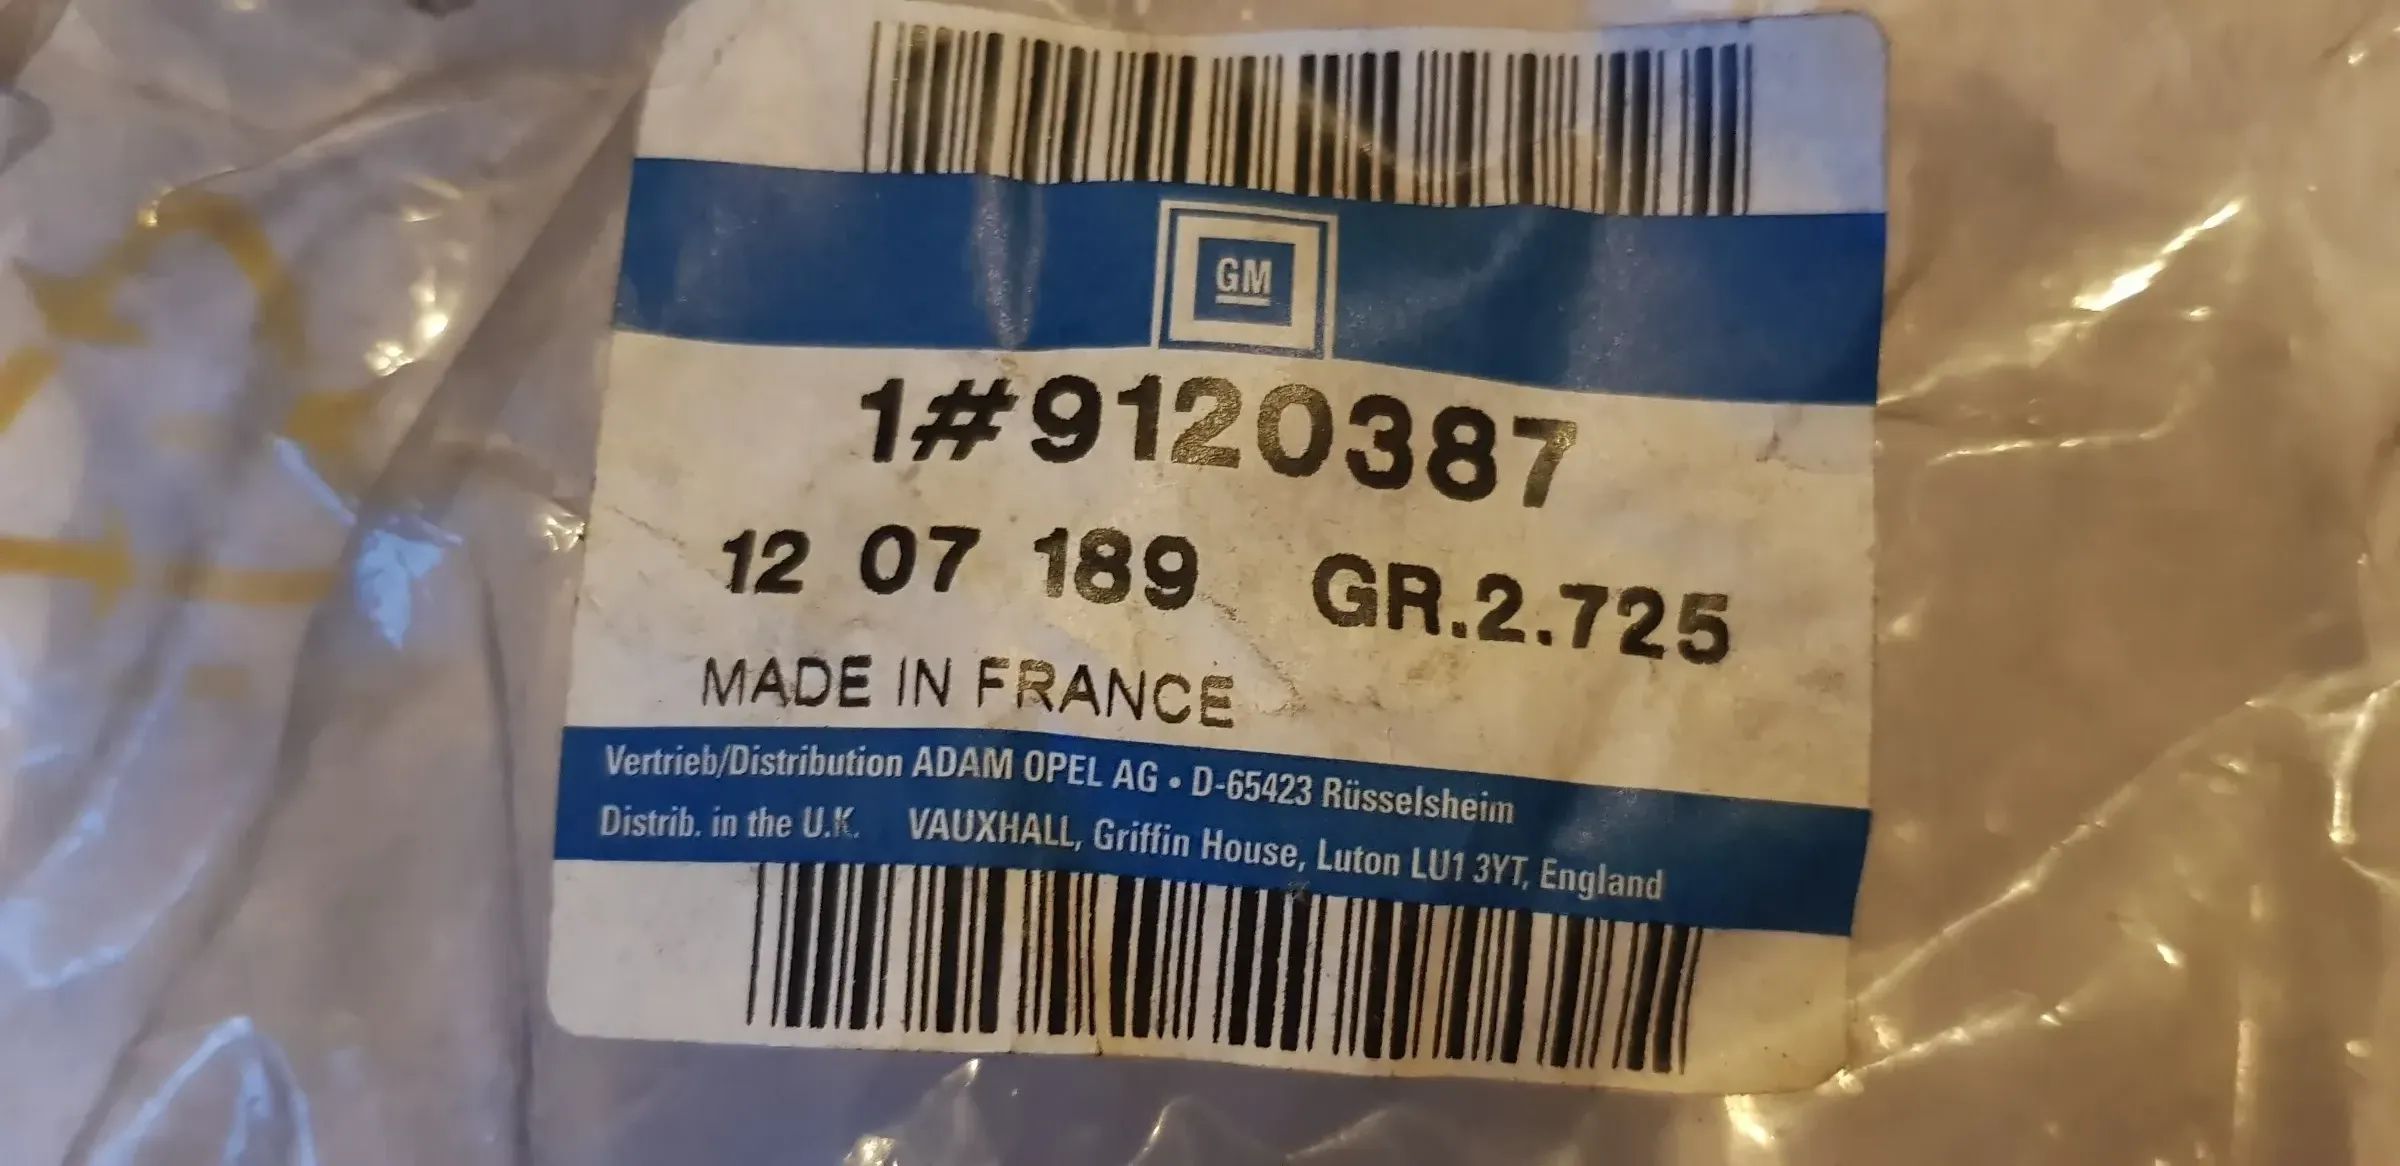 GM
1#9120387
12 07 189 GR.2.725
MADE IN FRANCE
Vertrieb/Distribution ADAM OPEL AG • D-65423 Rüsselsheim
Distrib. in the U.K. VAUXHALL, Griffin House, Luton LU1 3YT, England